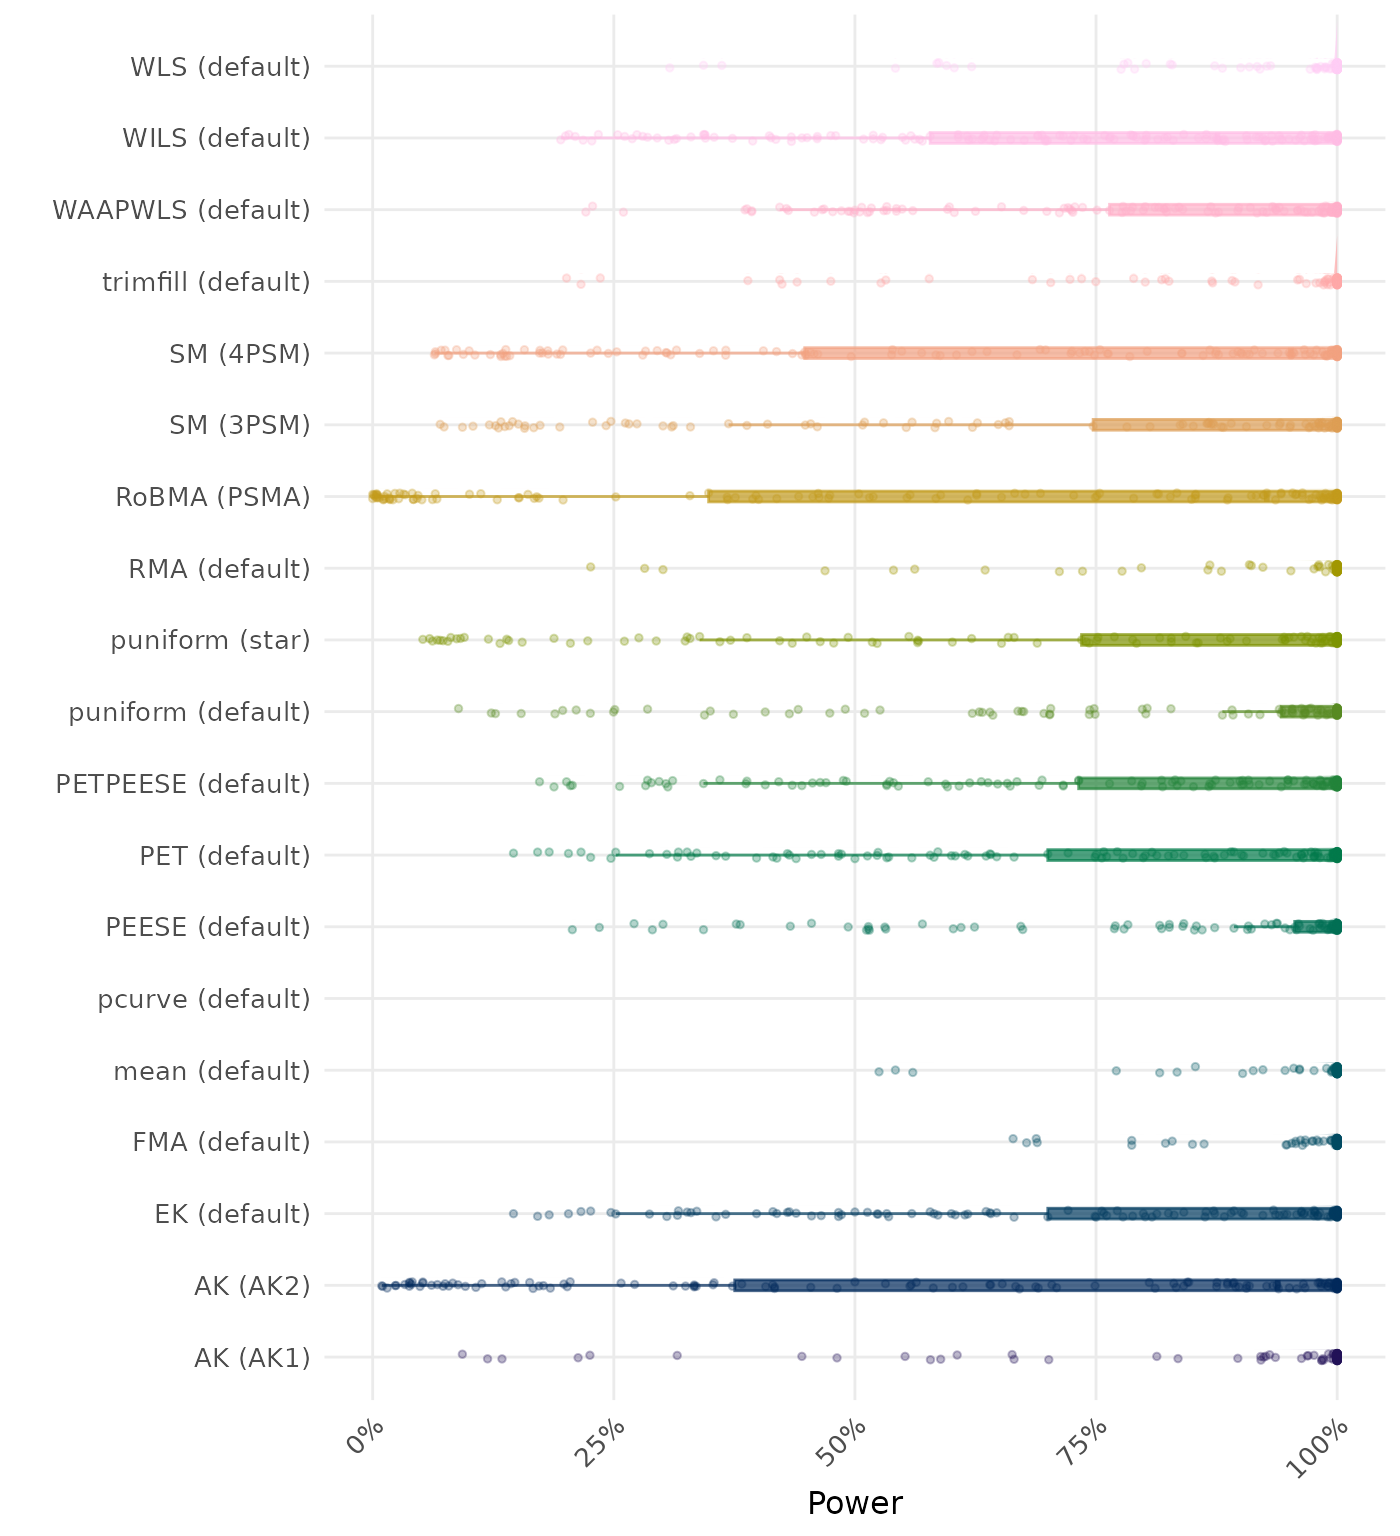 WLS (default)
WILS (default)
WAAPWLS (default)
trimfill (default)
SM (4PSM)
SM (3PSM)
RoBMA (PSMA)
RMA (default)
puniform (star)
puniform (default)
PETPEESE (default)
PET (default)
PEESE (default)
pcurve (default)
mean (default)
FMA (default)
EK (default)
AK (AK2)
AK (AK1)
0%
25%
50%
75%
100%
Power